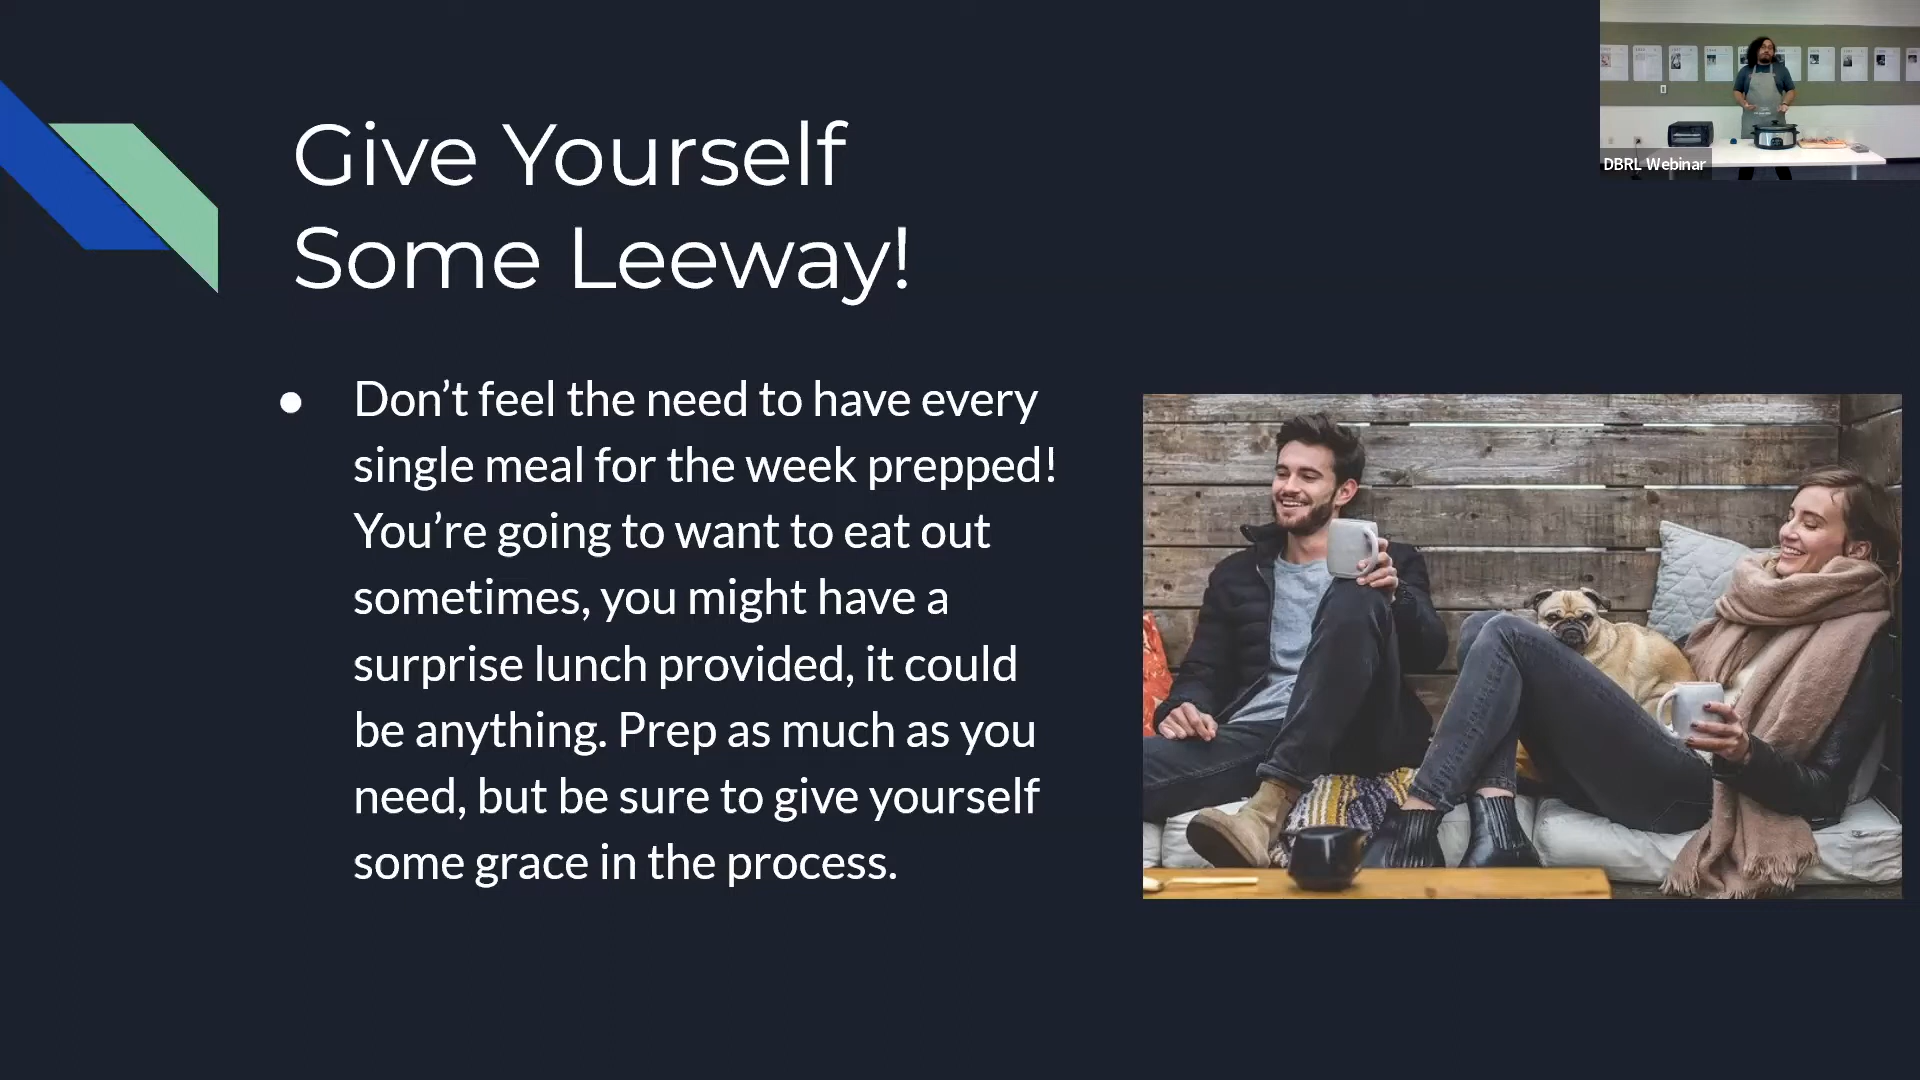 Give Yourself
Some Leeway!
● Don’t feel the need to have every
single meal for the week prepped!
You’re going to want to eat out
sometimes, you might have a
surprise lunch provided, it could
be anything. Prep as much as you
need, but be sure to give yourself
some grace in the process.
DBRL Webinar